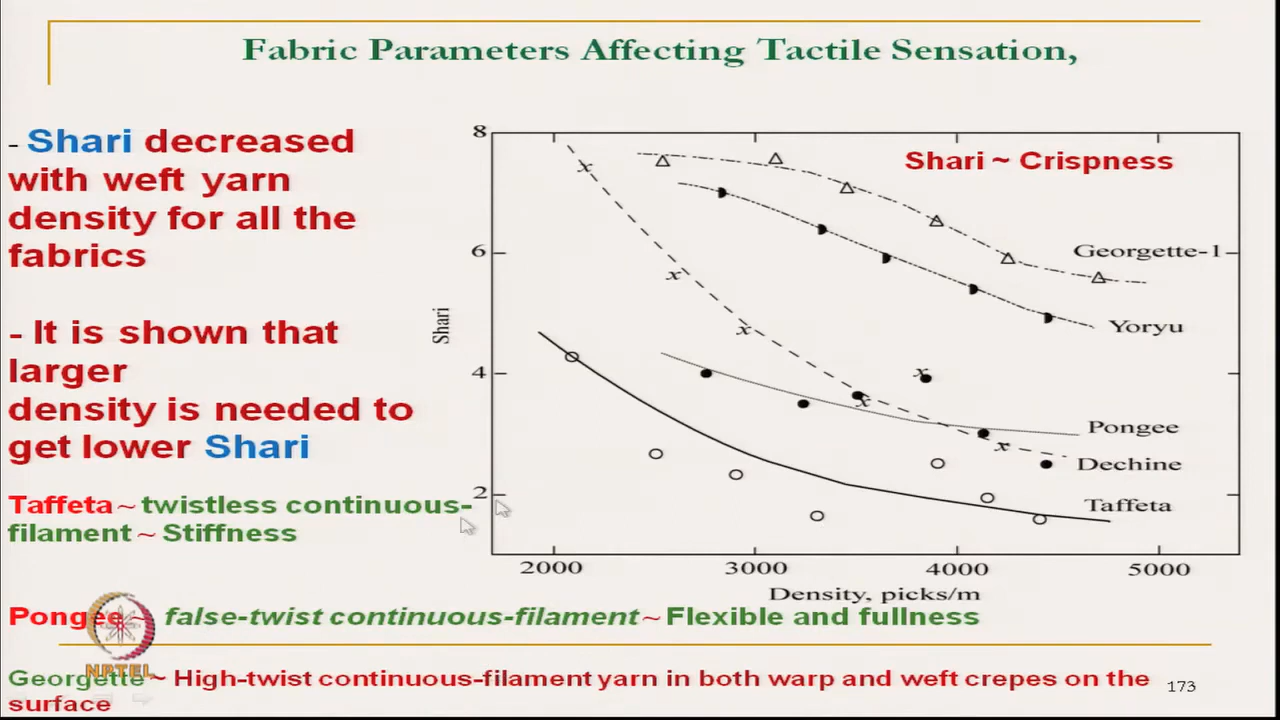 Fabric Parameters Affecting Tactile Sensation,
- Shari decreased
with weft yarn
density for all the
fabrics
- It is shown that
larger
density is needed to
get lower Shari
Taffeta ~ twistless continuous-
filament ~ Stiffness
Shari ~ Crispness
8
6
4
2
Shari
Georgette-1
Yoryu
Pongee
Dechine
Taffeta
2000 3000 4000 5000
Density, picks/m
Pongee ~ false-twist continuous-filament ~ Flexible and fullness
NPTEL
Georgette ~ High-twist continuous-filament yarn in both warp and weft crepes on the
surface
173